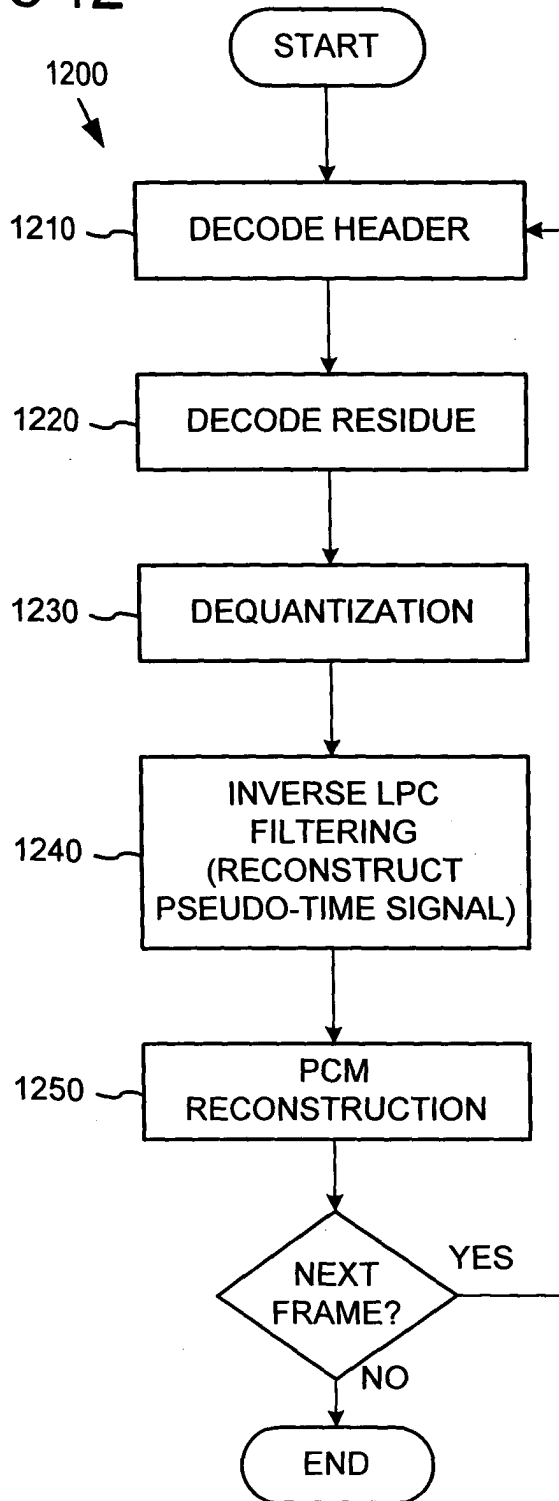 12
START
1200
1210
DECODE HEADER
1220
DECODE RESIDUE
1230
DEQUANTIZATION
1240
INVERSE LPC
FILTERING
(RECONSTRUCT
PSEUDO-TIME SIGNAL)
1250
PCM
RECONSTRUCTION
NEXT
FRAME?
YES
NO
END